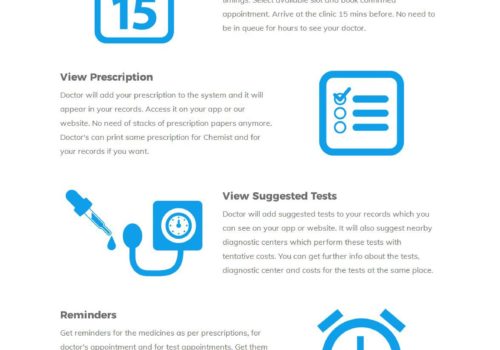 15
timings. Select available slot and book confirmed
appointment. Arrive at the clinic 15 mins before. No need to
be in queue for hours to see your doctor.
View Prescription
Doctor will add your prescription to the system and it will
appear in your records. Access it on your app or our
website. No need of stacks of prescription papers anymore.
Doctor's can print some prescription for Chemist and for
your records if you want.
View Suggested Tests
Doctor will add suggested tests to your records which you
can see on your app or website. It will also suggest nearby
diagnostic centers which perform these tests with
tentative costs. You can get further info about the tests,
diagnostic center and costs for the tests at the same place.
Reminders
Get reminders for the medicines as per prescriptions, for
doctor's appointment and for test appointments. Get them